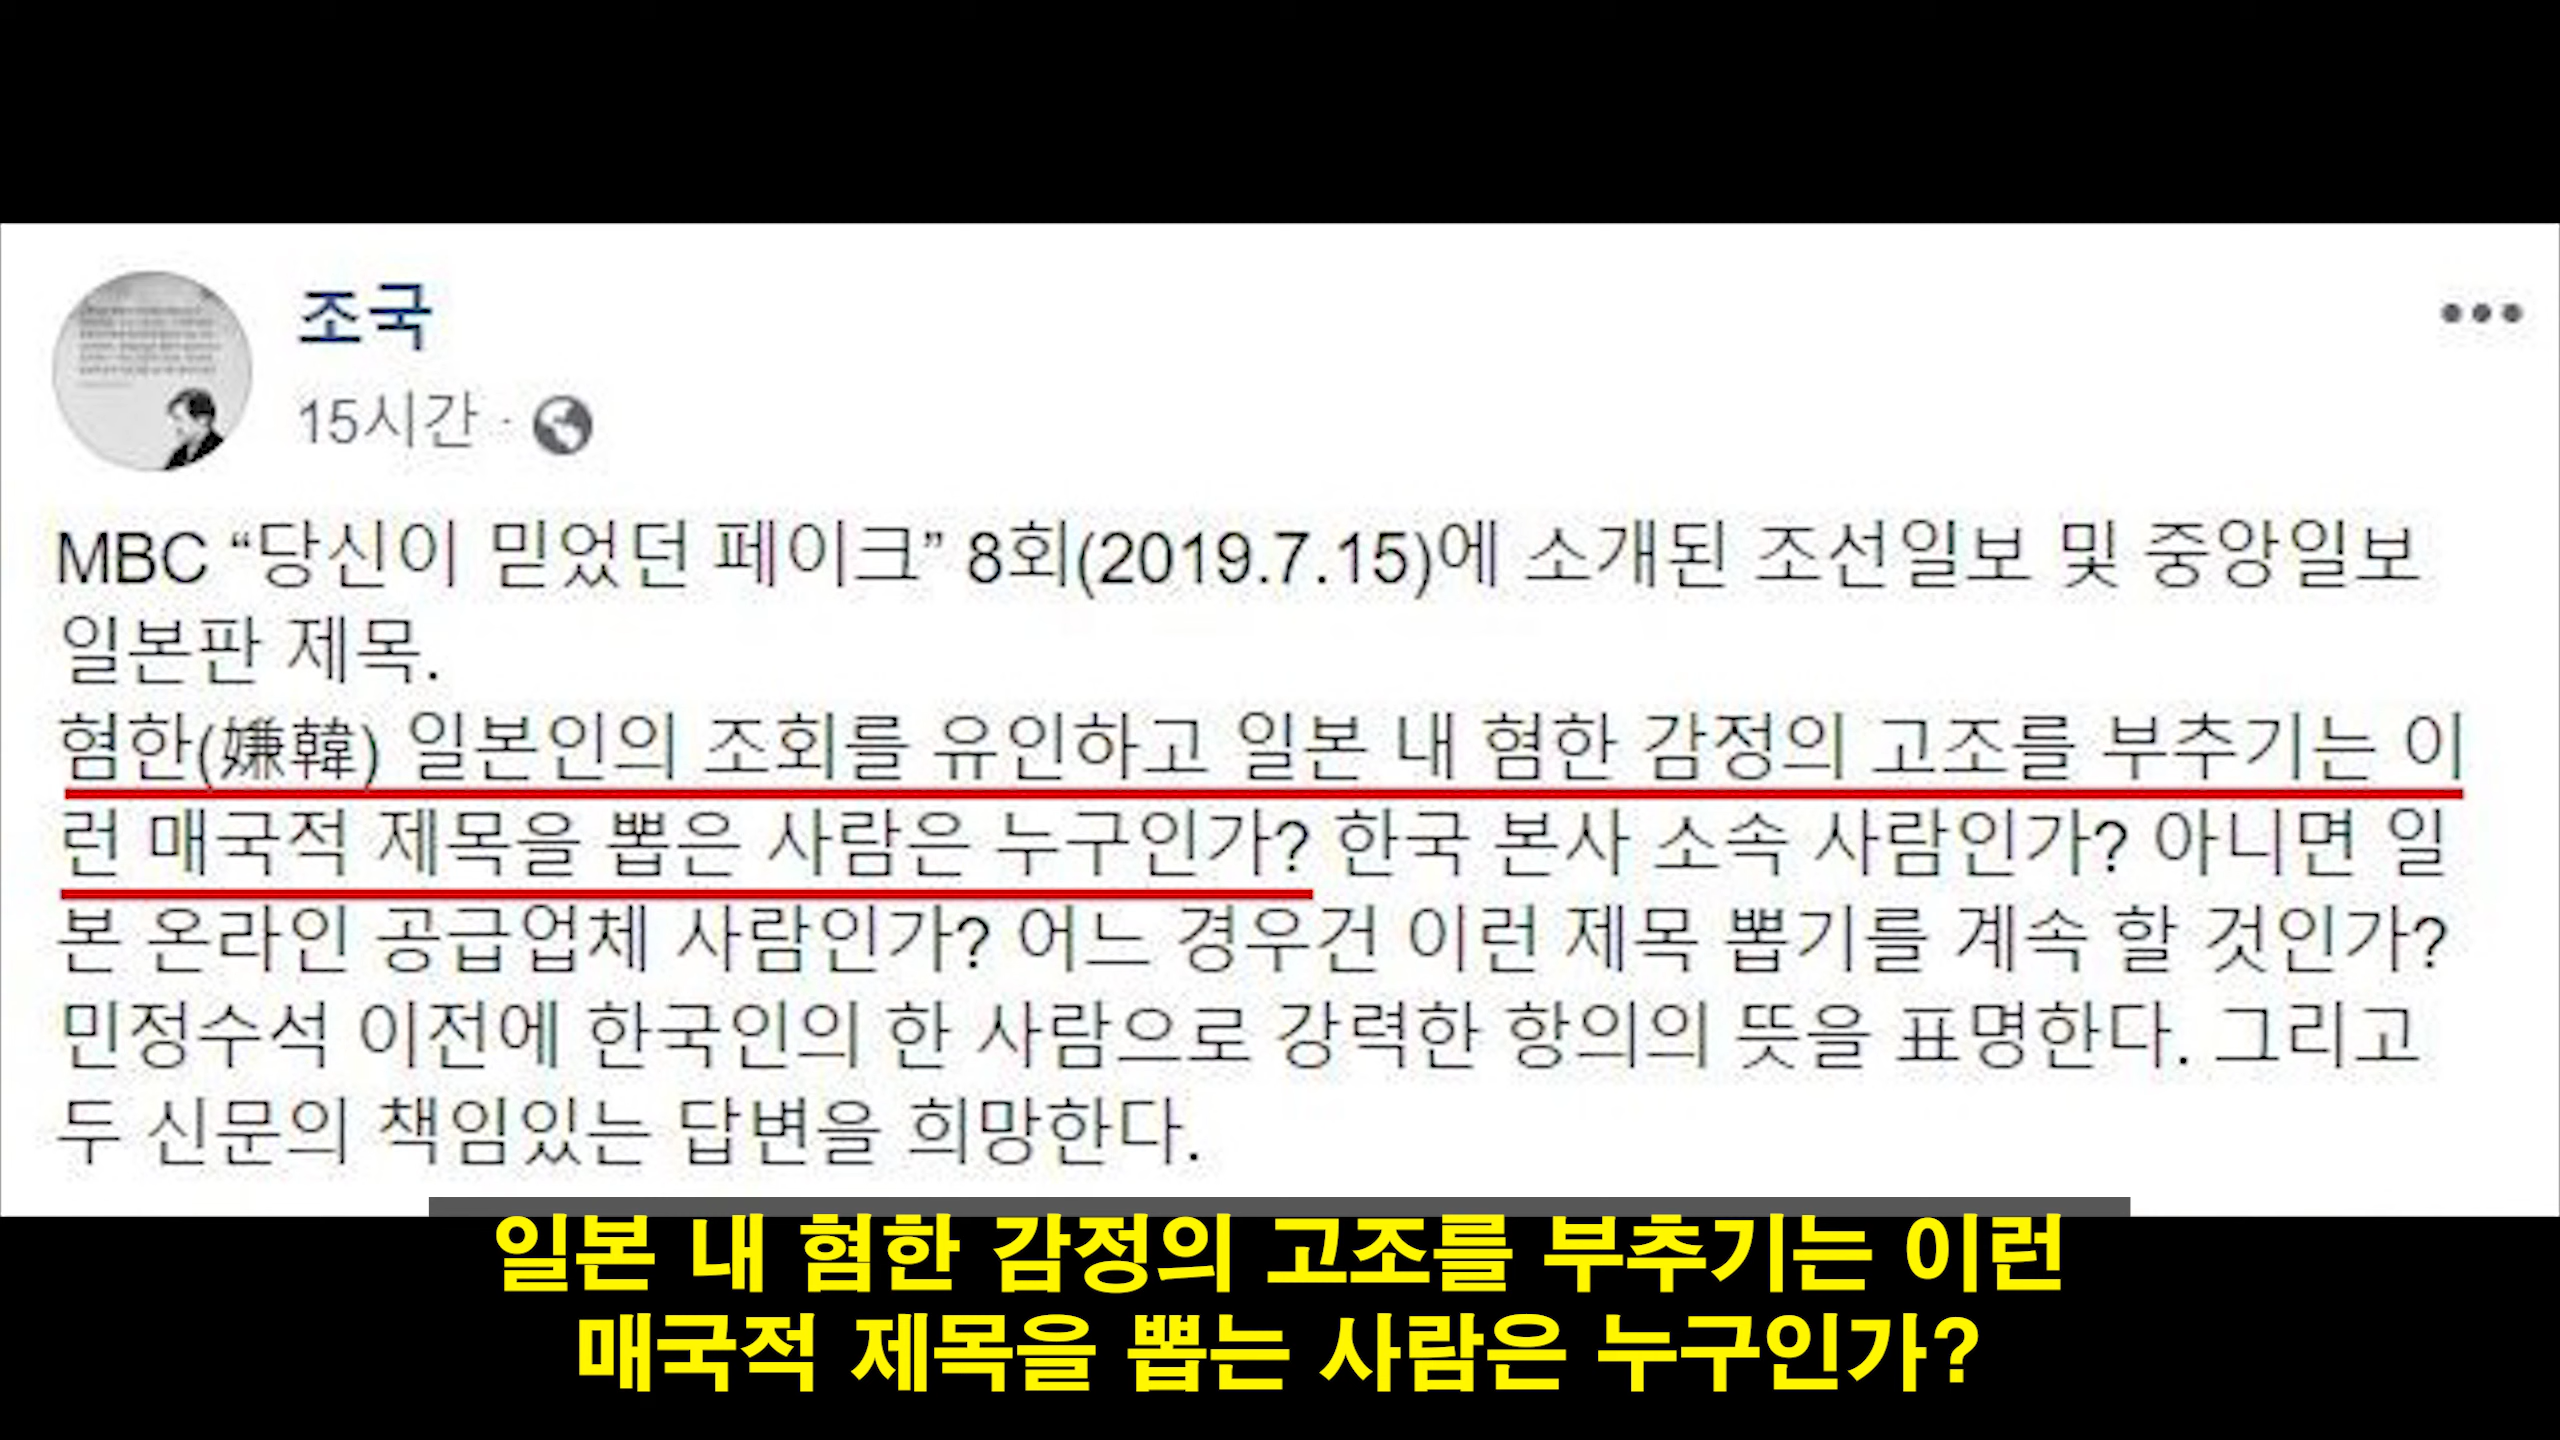 조국
15시간 ·
MBC “당신이 믿었던 페이크” 8회(2019.7.15)에 소개된 조선일보 및 중앙일보
일본판 제목.
혐한(嫌韓) 일본인의 조회를 유인하고 일본 내 혐한 감정의 고조를 부추기는 이
런 매국적 제목을 뽑은 사람은 누구인가? 한국 본사 소속 사람인가? 아니면 일
본 온라인 공급업체 사람인가? 어느 경우건 이런 제목 뽑기를 계속 할 것인가?
민정수석 이전에 한국인의 한 사람으로 강력한 항의의 뜻을 표명한다. 그리고
두 신문의 책임있는 답변을 희망한다.
일본 내 혐한 감정의 고조를 부추기는 이런
매국적 제목을 뽑는 사람은 누구인가?